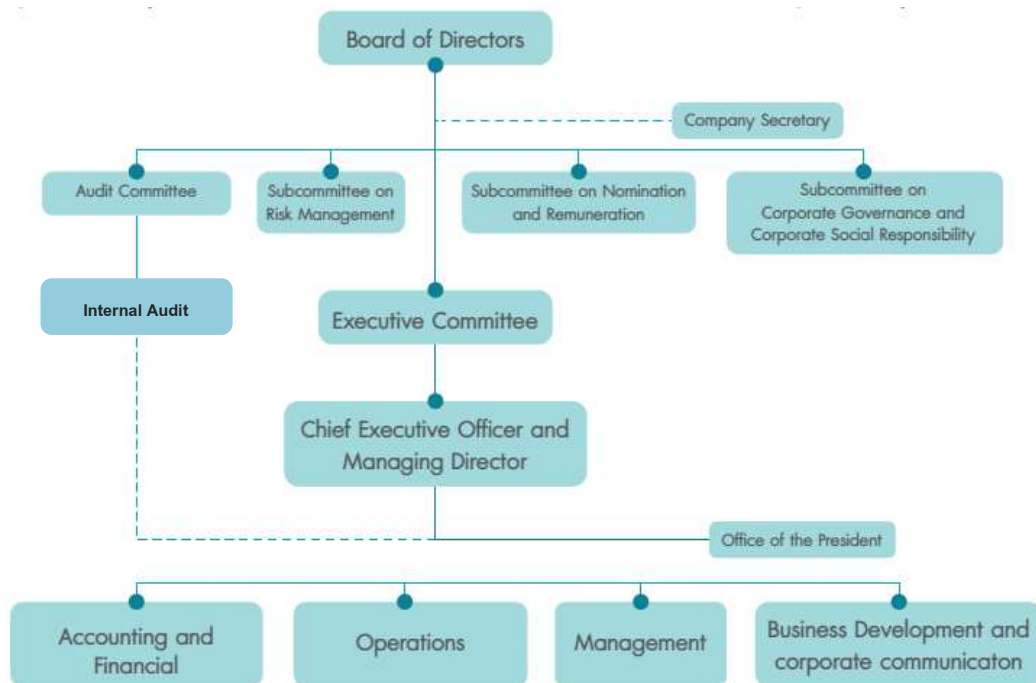 Board of Directors
Company Secretary
Audit Committee
Subcommittee on
Risk Management
Subcommittee on Nomination
and Remuneration
Subcommittee on
Corporate Governance and
Corporate Social Responsibility
Internal Audit
Executive Committee
Chief Executive Officer and
Managing Director
Office of the President
Accounting and
Financial
Operations
Management
Business Development and
corporate communicaton